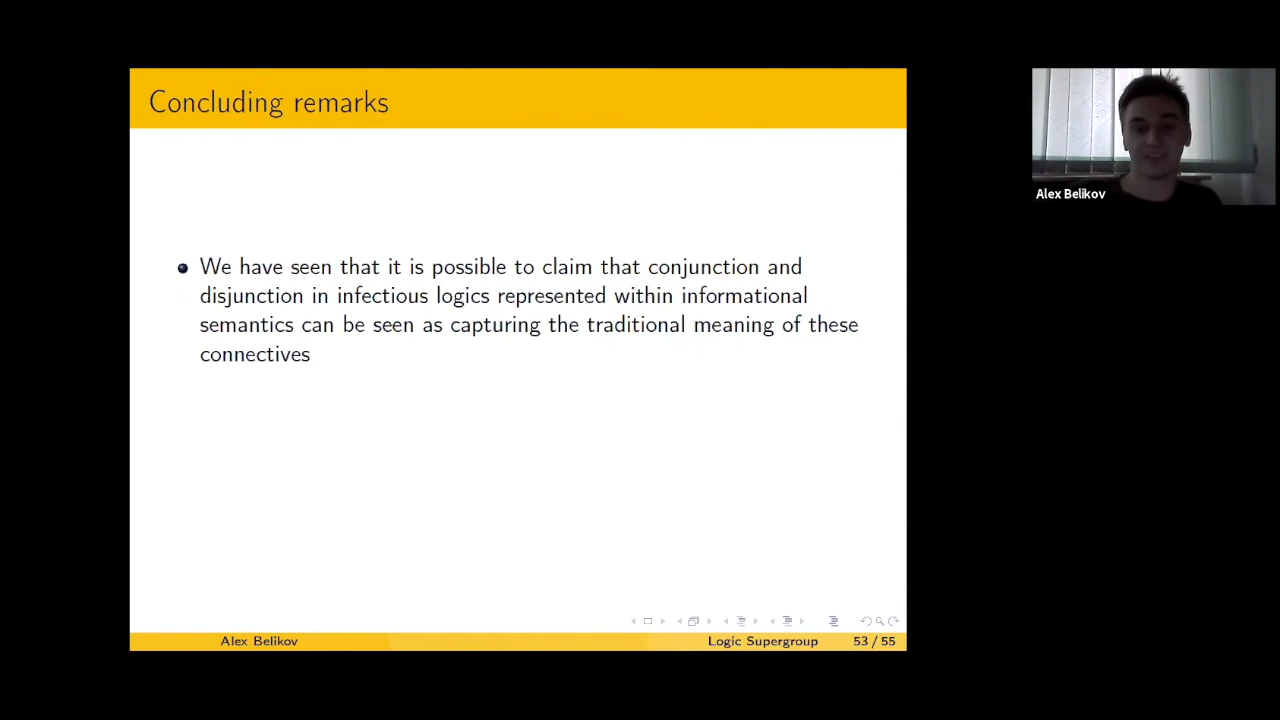 Concluding remarks
We have seen that it is possible to claim that conjunction and
disjunction in infectious logics represented within informational
semantics can be seen as capturing the traditional meaning of these
connectives
Alex Belikov
Logic Supergroup
53 / 55
Alex Belikov